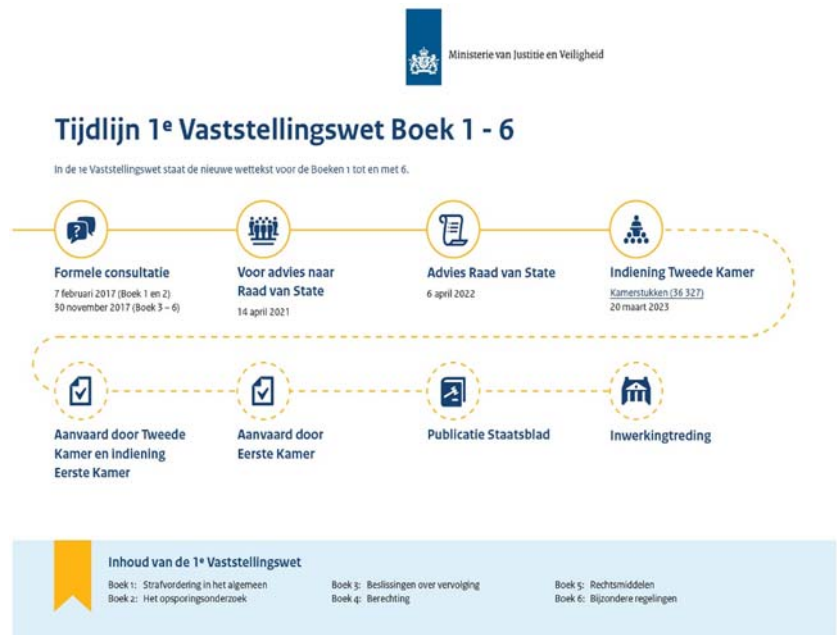 Ministerie van Justitie en Veiligheid
Tijdlijn 1e Vaststellingswet Boek 1 - 6
In de 1e Vaststellingswet staat de nieuwe wettekst voor de Boeken 1 tot en met 6.
Formele consultatie
7 februari 2017 (Boek 1 en 2)
30 november 2017 (Boek 3 – 6)
Voor advies naar
Raad van State
14 april 2021
Advies Raad van State
6 april 2022
Indiening Tweede Kamer
Kamerstukken (36 327)
20 maart 2023
Aanvaard door Tweede
Kamer en indiening
Eerste Kamer
Aanvaard door
Eerste Kamer
Publicatie Staatsblad
Inwerkingtreding
Inhoud van de 1e Vaststellingswet
Boek 1: Strafvordering in het algemeen
Boek 2: Het opsporingsonderzoek
Boek 3: Beslissingen over vervolging
Boek 4: Berechting
Boek 5: Rechtsmiddelen
Boek 6: Bijzondere regelingen